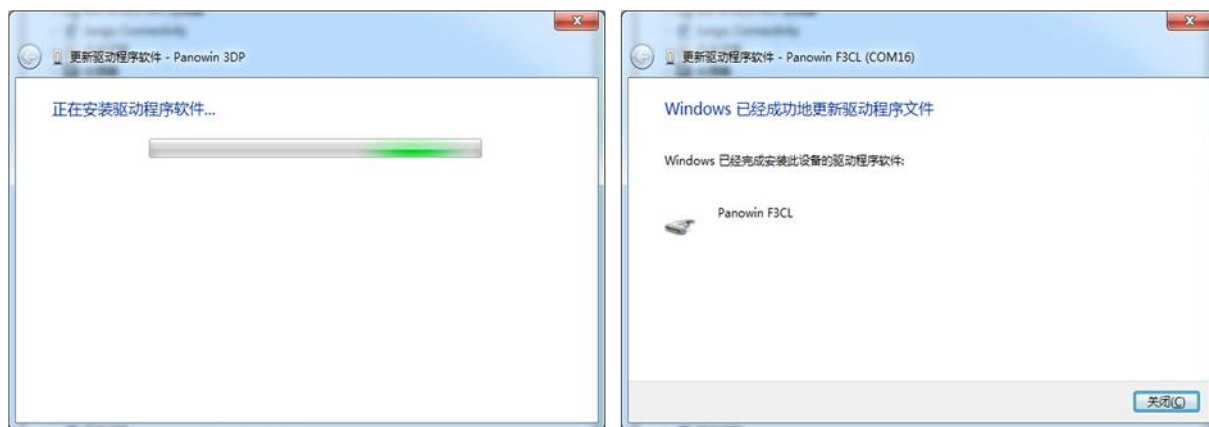 更新驱动程序软件 - Panowin 3DP
正在安装驱动程序软件...
更新驱动程序软件 - Panowin F3CL (COM16)
Windows 已经成功地更新驱动程序文件
Windows 已经完成安装此设备的驱动程序软件:
Panowin F3CL
关闭(C)